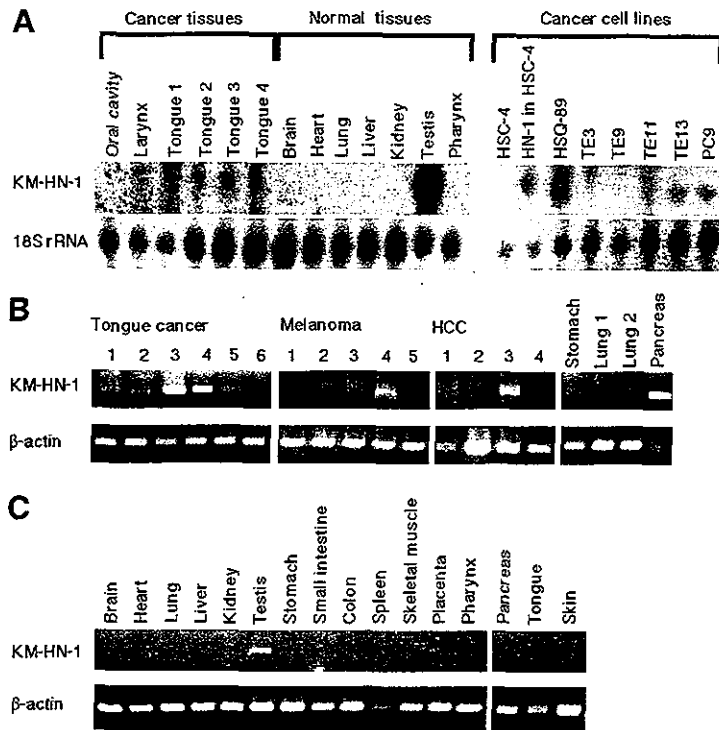 A
Cancer tissues Normal tissues Cancer cell lines
Oral cavity Larynx Tongue 1 Tongue 2 Tongue 3 Tongue 4 Brain Heart Lung Liver Kidney Testis Pharynx HSC-4 HN-1 in HSC-4 HSQ-89 TE3 TE9 TE11 TE13 PC9
KM-HN-1
18S rRNA
B
Tongue cancer Melanoma HCC Stomach Lung 1 Lung 2 Pancreas
1 2 3 4 5 6 1 2 3 4 5 1 2 3 4
KM-HN-1
β-actin
C
Brain Heart Lung Liver Kidney Testis Stomach Small intestine Colon Spleen Skeletal muscle Placenta Pharynx Pancreas Tongue Skin
KM-HN-1
β-actin